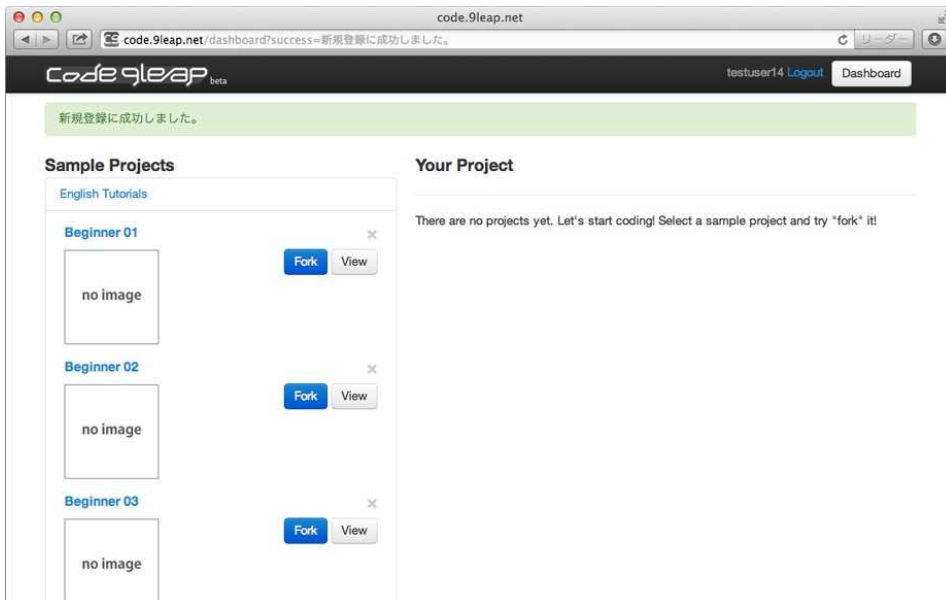 code.9leap.net
code.9leap.net/dashboard?success=新規登録に成功しました。
リーダー
code 9leap beta
testuser14 Logout
Dashboard
新規登録に成功しました。
Sample Projects
English Tutorials
Beginner 01
Fork View
no image
Beginner 02
Fork View
no image
Beginner 03
Fork View
no image
Your Project
There are no projects yet. Let's start coding! Select a sample project and try "fork" it!